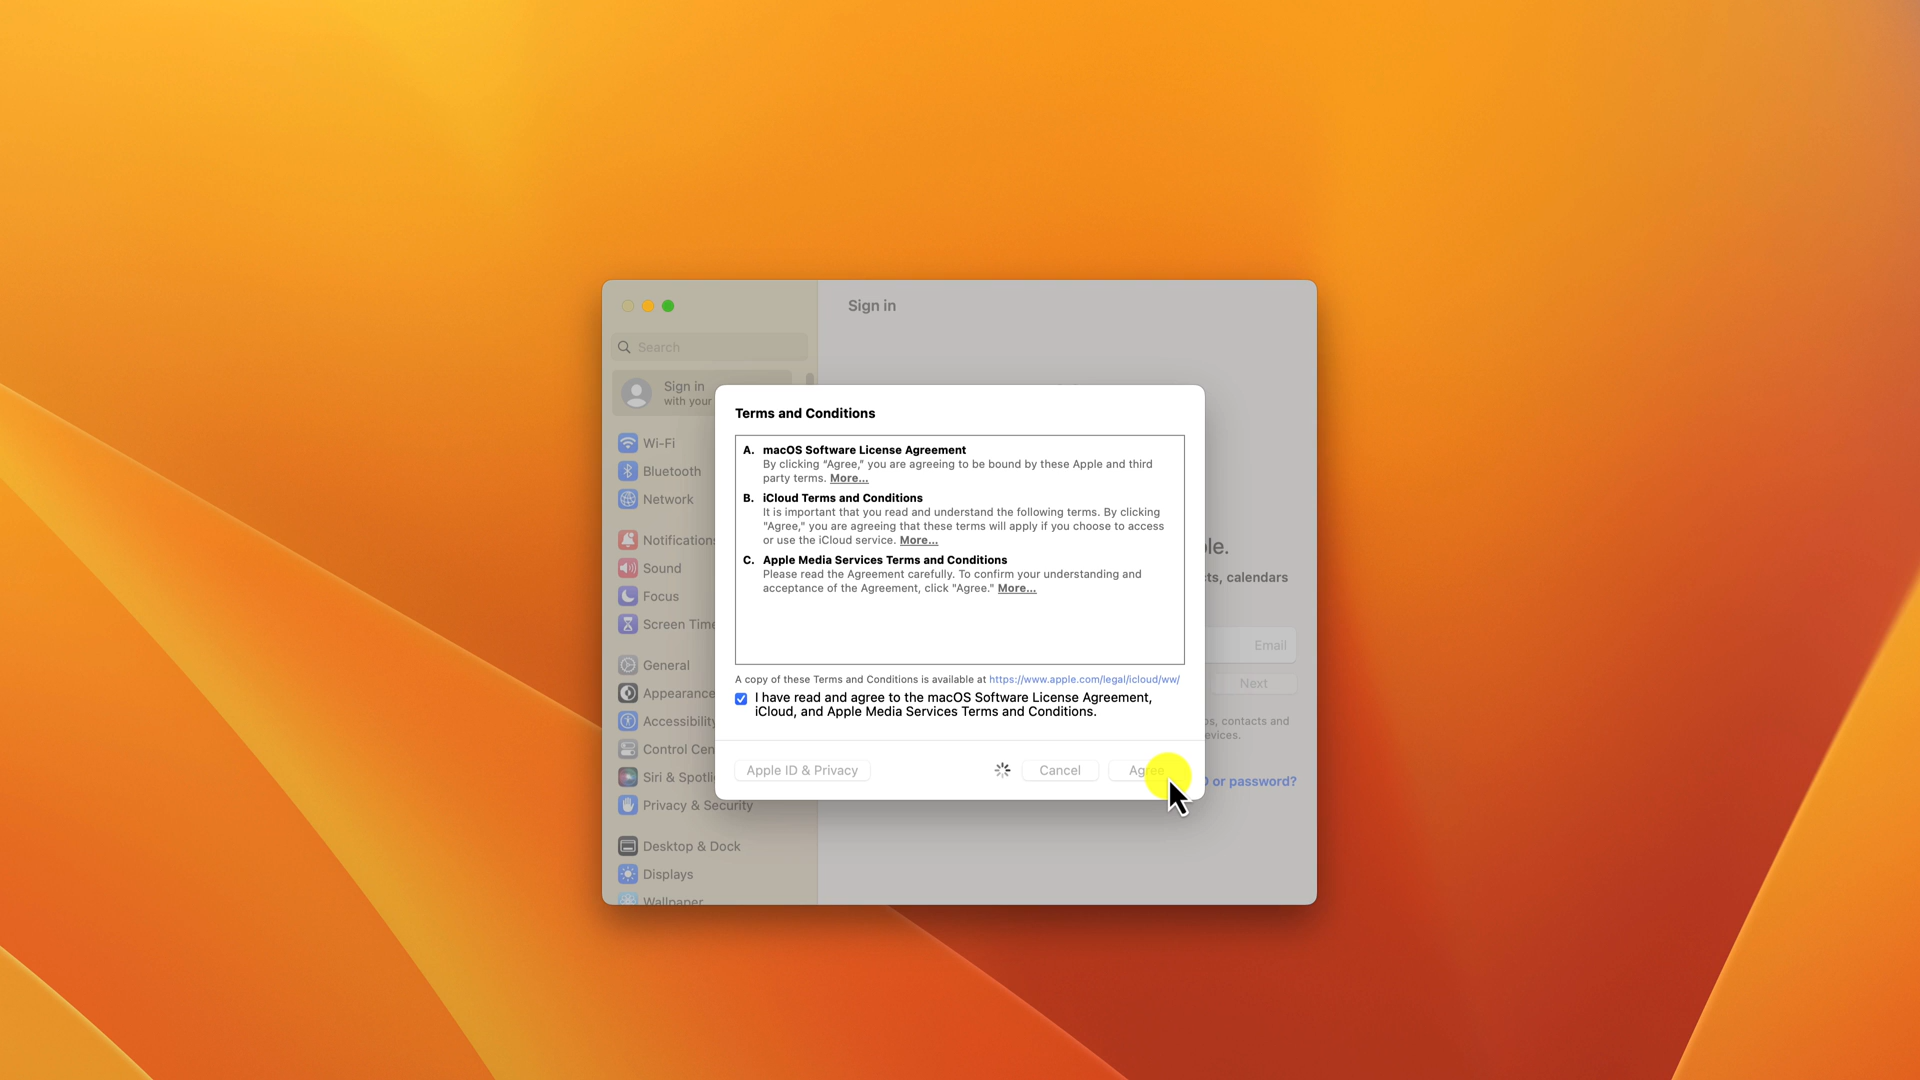 Sign in
Search
Sign in
with your
Wi-Fi
Bluetooth
Network
Notifications
Sound
Focus
Screen Time
General
Appearance
Accessibility
Control Cen
Siri & Spotli
Privacy & Security
Desktop & Dock
Displays
Wallpaper
Terms and Conditions
A. macOS Software License Agreement
By clicking “Agree,” you are agreeing to be bound by these Apple and third
party terms. More...
B. iCloud Terms and Conditions
It is important that you read and understand the following terms. By clicking
"Agree," you are agreeing that these terms will apply if you choose to access
or use the iCloud service. More...
C. Apple Media Services Terms and Conditions
Please read the Agreement carefully. To confirm your understanding and
acceptance of the Agreement, click "Agree." More...
A copy of these Terms and Conditions is available at https://www.apple.com/legal/icloud/ww/
I have read and agree to the macOS Software License Agreement,
iCloud, and Apple Media Services Terms and Conditions.
Apple ID & Privacy
Cancel
Agree
le.
ts, calendars
Email
Next
os, contacts and
evices.
or password?